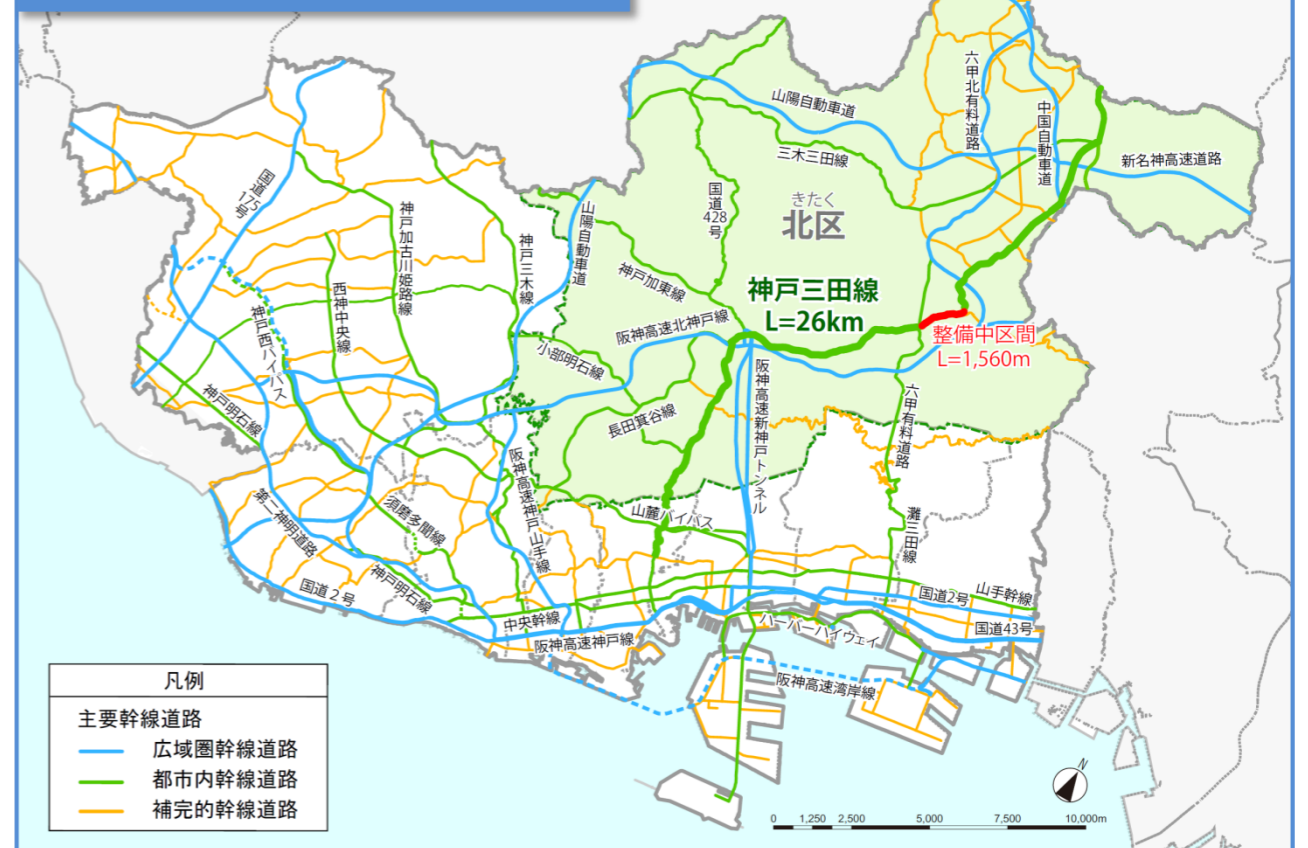 山陽自動車道
六甲北有料道路
中国自動車道
新名神高速道路
三木三田線
国道
175
号
神戸加古川姫路線
神戸三木線
山陽自動車道
国道
428
号
きたく
北区
西神中央線
神戸西バイパス
神戸加東線
神戸三田線
L=26km
阪神高速北神戸線
整備中区間
L=1,560m
小部明石線
神戸明石線
長田箕谷線
阪神高速新神戸トンネル
六甲有料道路
阪神高速神戸山手線
第二神明道路
須磨多聞線
山麓バイパス
灘三田線
国道2号
神戸明石線
中央幹線
阪神高速神戸線
山手幹線
国道2号
国道43号
ハーバーハイウェイ
阪神高速湾岸線
凡例
主要幹線道路
広域圏幹線道路
都市内幹線道路
補完的幹線道路
N
0 1,250 2,500 5,000 7,500 10,000m